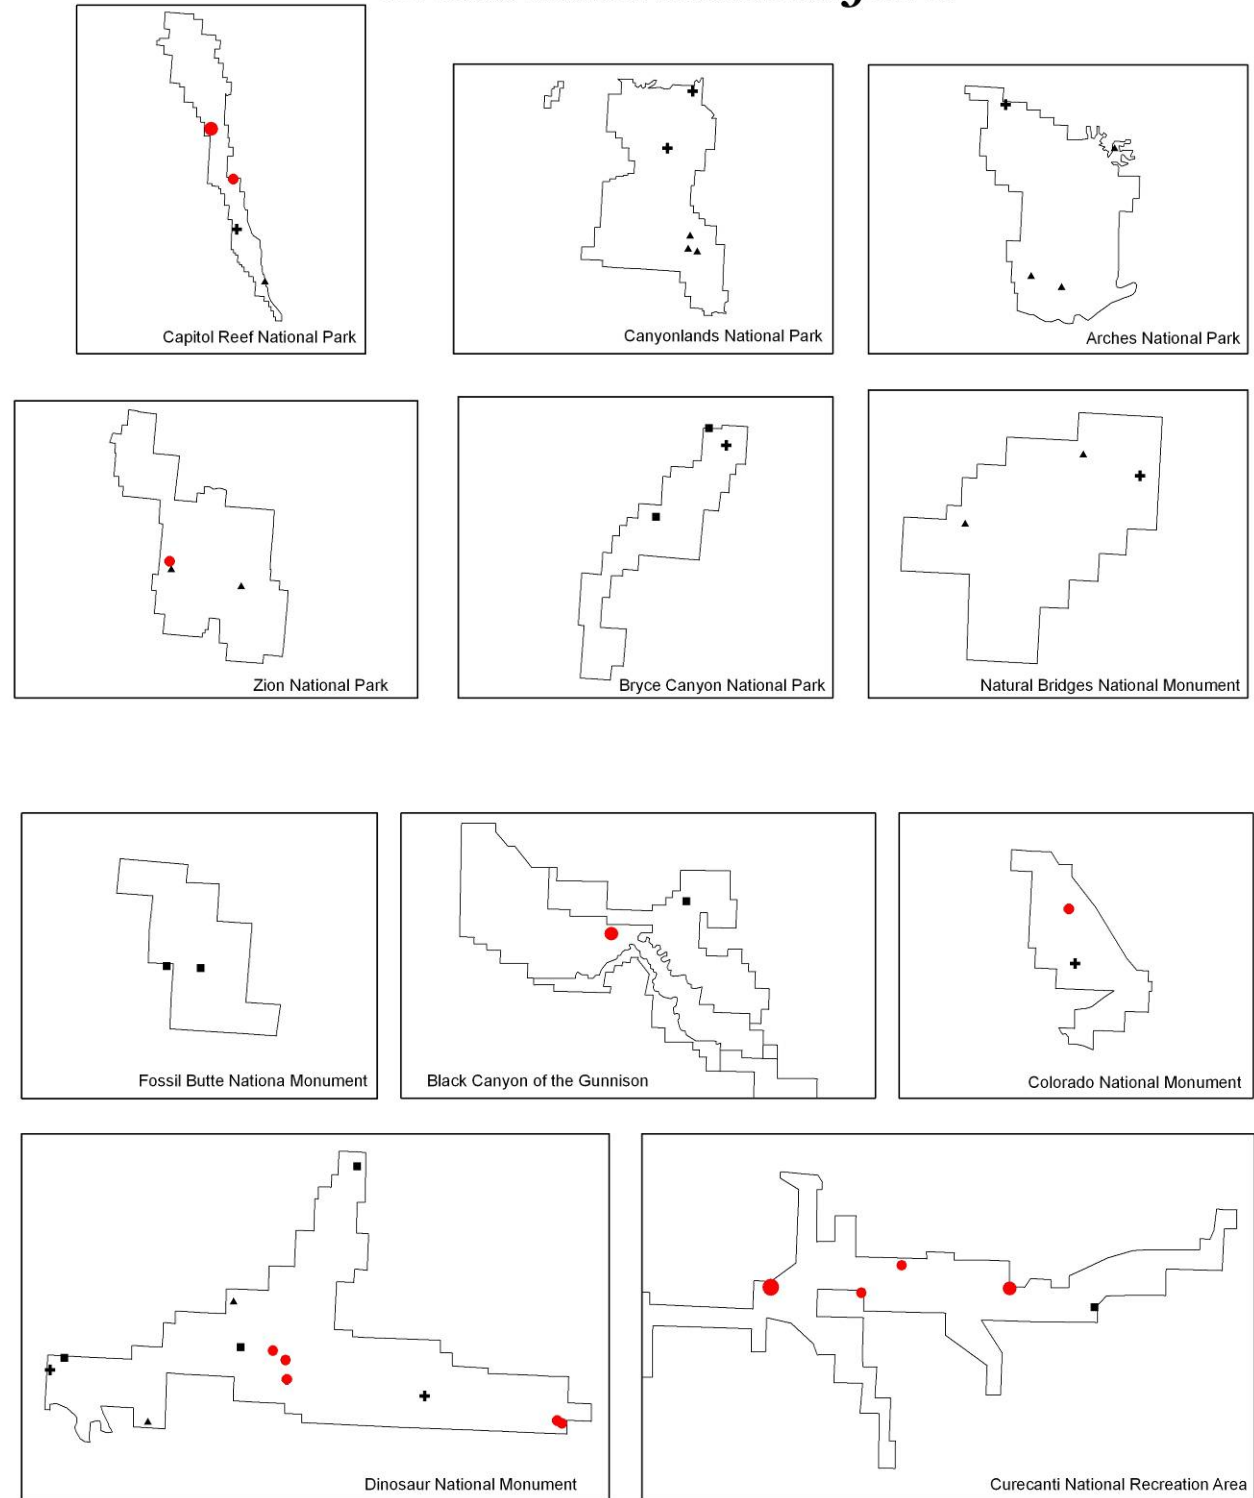 Capitol Reef National Park
Canyonlands National Park
Arches National Park
Zion National Park
Bryce Canyon National Park
Natural Bridges National Monument
Fossil Butte Nationa Monument
Black Canyon of the Gunnison
Colorado National Monument
Dinosaur National Monument
Curecanti National Recreation Area